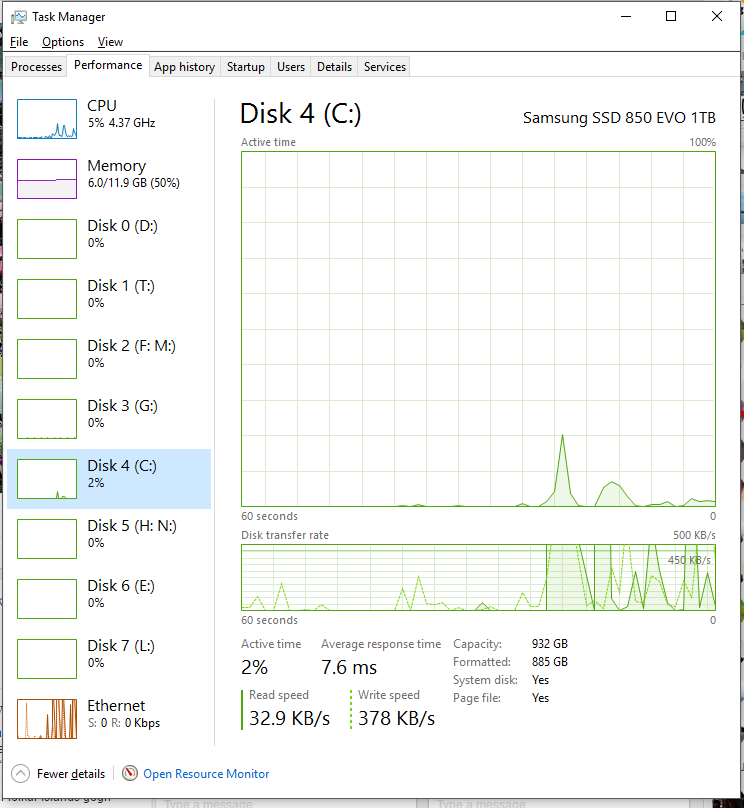 Task Manager
File Options View
Processes Performance App history Startup Users Details Services
CPU
5% 4.37 GHz
Memory
6.0/11.9 GB (50%)
Disk 0 (D:)
0%
Disk 1 (T:)
0%
Disk 2 (F: M:)
0%
Disk 3 (G:)
0%
Disk 4 (C:)
2%
Disk 5 (H: N:)
0%
Disk 6 (E:)
0%
Disk 7 (L:)
0%
Ethernet
S: 0 R: 0 Kbps
Disk 4 (C:) Samsung SSD 850 EVO 1TB
Active time 100%
60 seconds 0
Disk transfer rate 500 KB/s
450 KB/s
60 seconds 0
Active time
2%
Average response time
7.6 ms
Read speed
32.9 KB/s
Write speed
378 KB/s
Capacity: 932 GB
Formatted: 885 GB
System disk: Yes
Page file: Yes
Fewer details Open Resource Monitor
Type a message Type a message